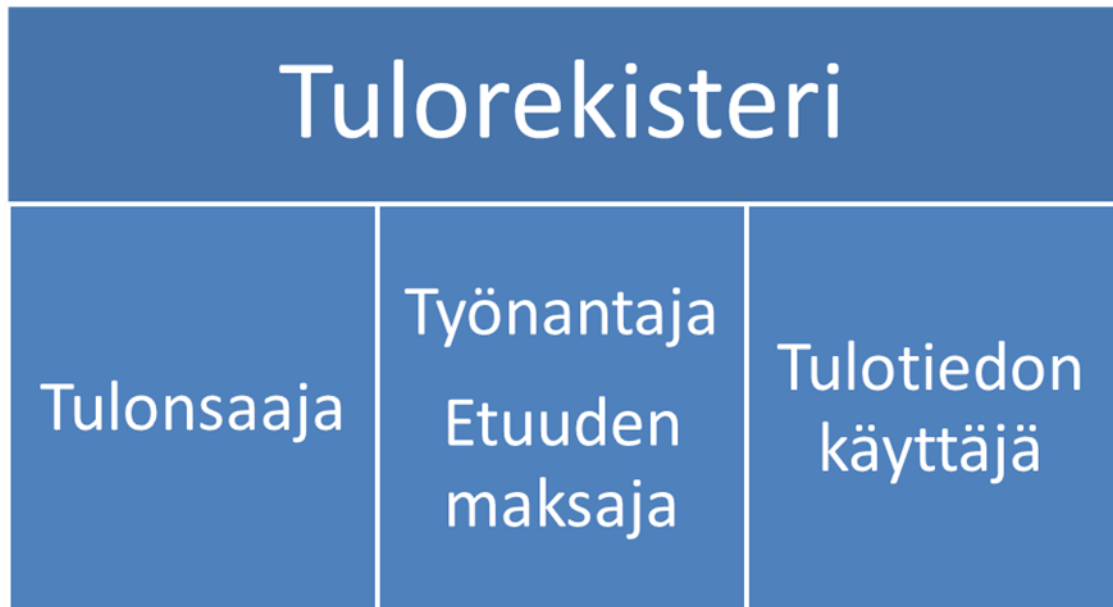 Tulorekisteri
Tulonsaaja
Työnantaja
Etuuden
maksaja
Tulotiedon
käyttäjä